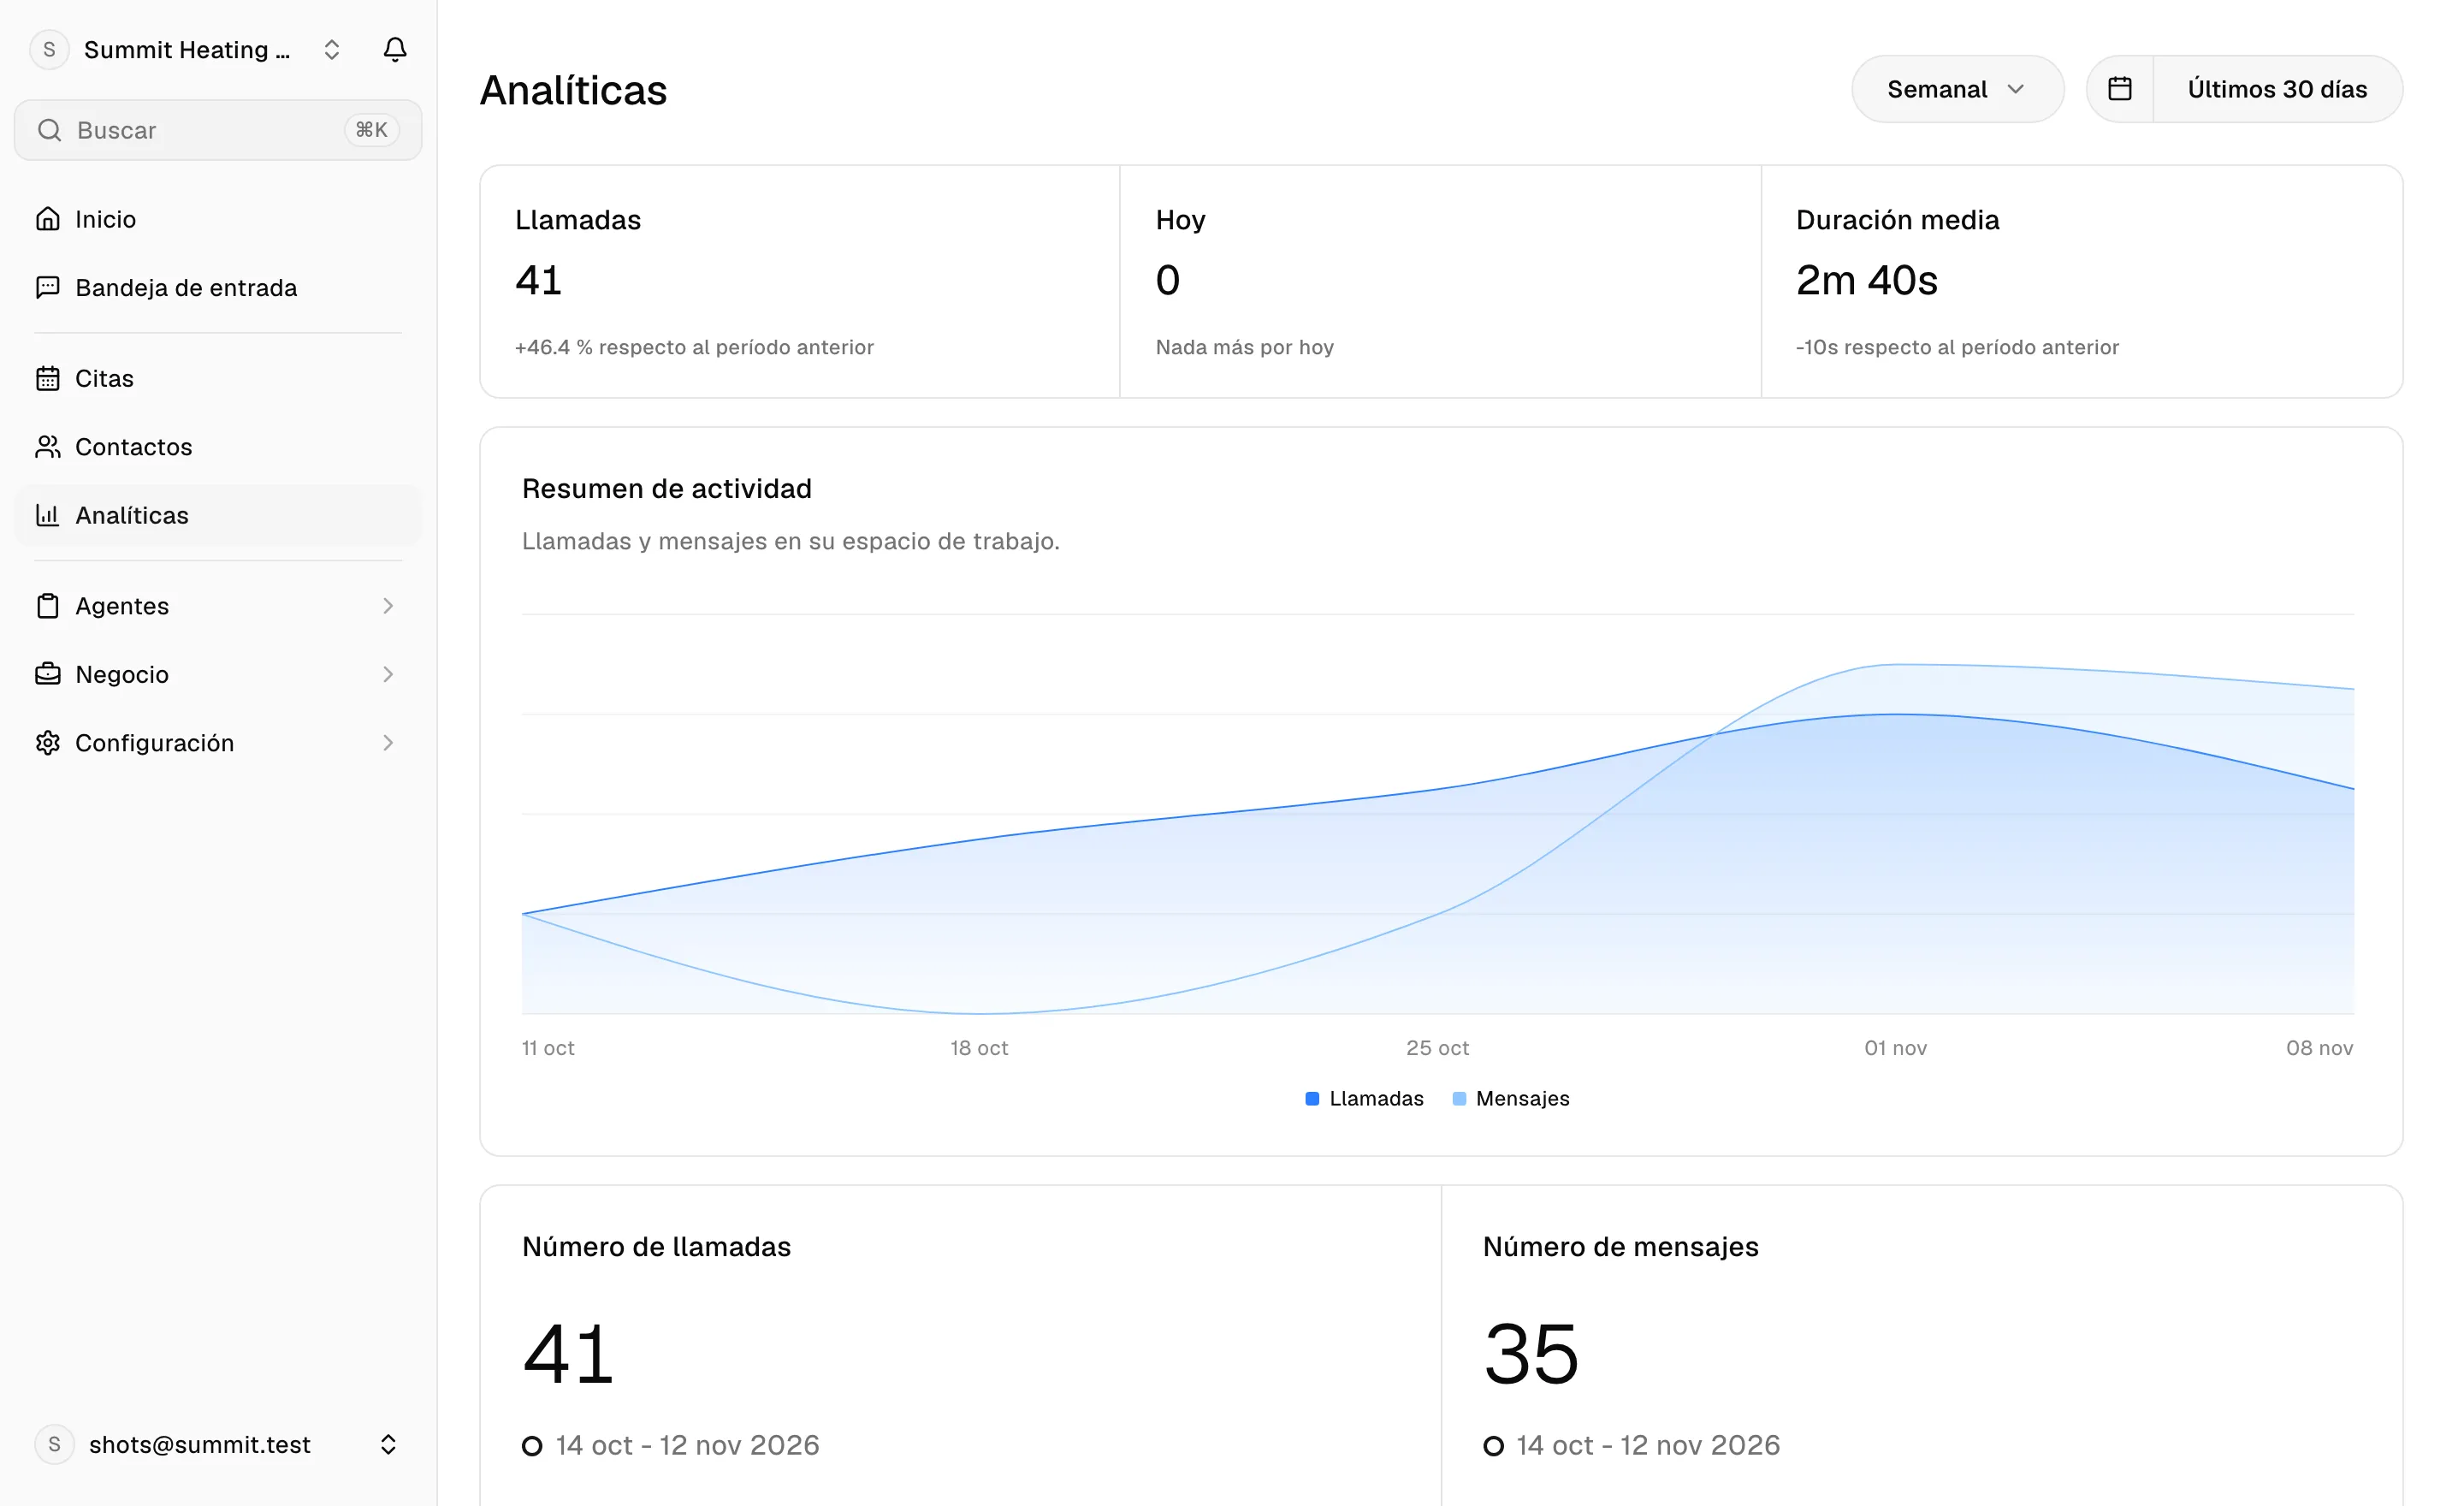 S Summit Heating ...
Buscar ⌘K
Inicio
Bandeja de entrada
Citas
Contactos
Analíticas
Agentes
Negocio
Configuración
S shots@summit.test
Analíticas
Semanal
Últimos 30 días
Llamadas
41
+46.4 % respecto al período anterior
Hoy
0
Nada más por hoy
Duración media
2m 40s
-10s respecto al período anterior
Resumen de actividad
Llamadas y mensajes en su espacio de trabajo.
11 oct 18 oct 25 oct 01 nov 08 nov
Llamadas Mensajes
Número de llamadas
41
14 oct - 12 nov 2026
Número de mensajes
35
14 oct - 12 nov 2026